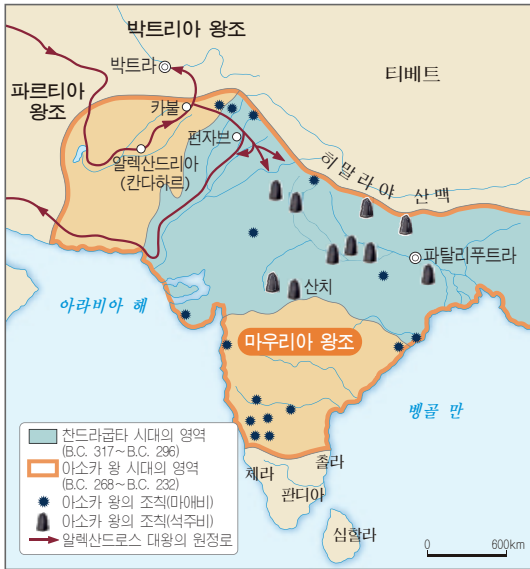 박트리아 왕조
박트라
티베트
파르티아
왕조
카불
펀자브
알렉산드리아
(칸다하르)
히말라야 산맥
파탈리푸트라
산치
아라비아 해
마우리아 왕조
벵골 만
체라
촐라
판디아
심할라
찬드라굽타 시대의 영역
(B.C. 317~B.C. 296)
아소카 왕 시대의 영역
(B.C. 268~B.C. 232)
아소카 왕의 조칙(마애비)
아소카 왕의 조칙(석주비)
알렉산드로스 대왕의 원정로
0 600km